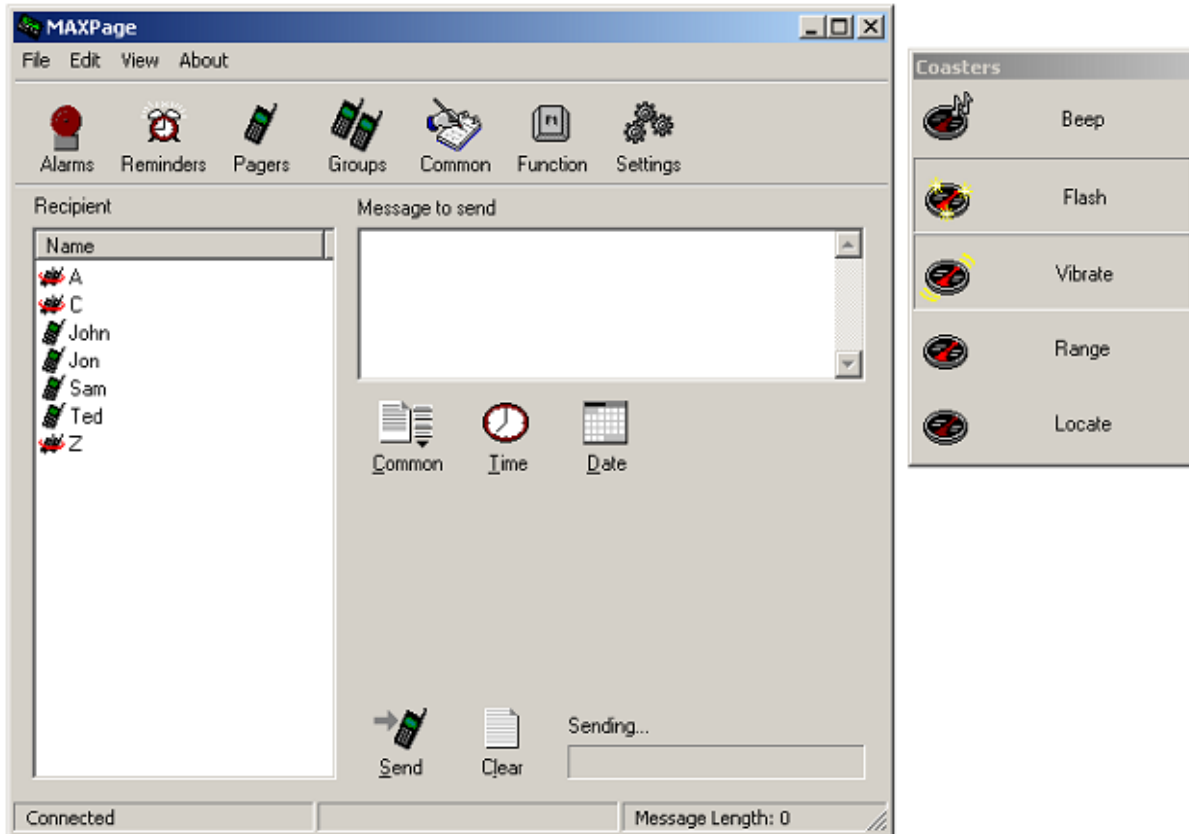 MAXPage
File Edit View About
Alarms Reminders Pagers Groups Common F1 Function Settings
Recipient
Name
A
C
John
Jon
Sam
Ted
Z
Message to send
Common Time Date
Send Clear
Sending...
Connected
Message Length: 0
Coasters
Beep
Flash
Vibrate
Range
Locate